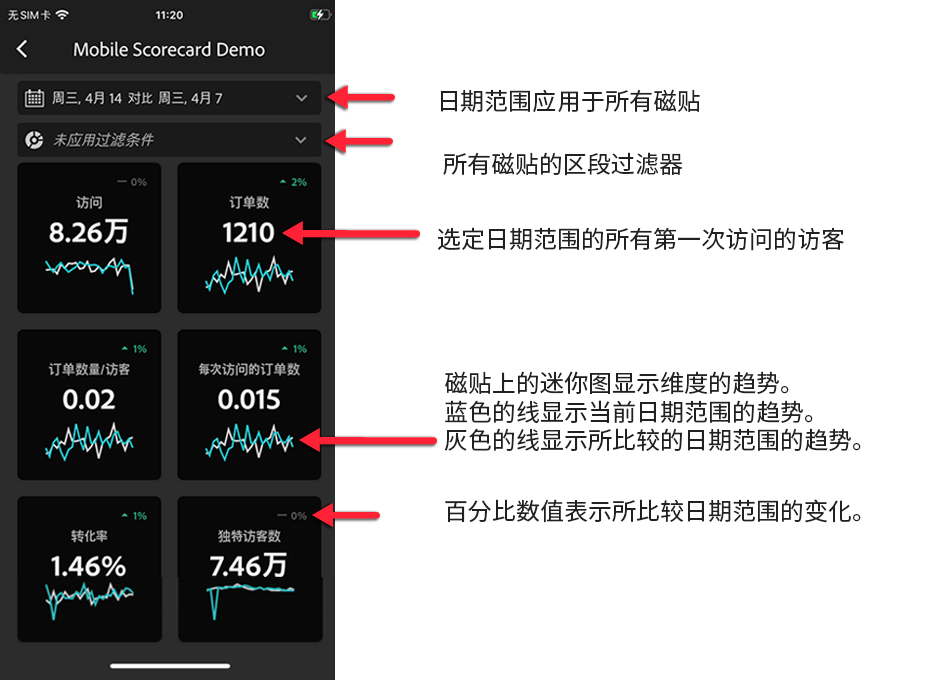 无SIM卡 11:20
Mobile Scorecard Demo
周三, 4月 14 对比 周三, 4月 7
日期范围应用于所有磁贴
未应用过滤条件
所有磁贴的区段过滤器
— 0%
访问
8.26万
2%
订单数
1210
选定日期范围的所有第一次访问的访客
1%
订单数量/访客
0.02
1%
每次访问的订单数
0.015
磁贴上的迷你图显示维度的趋势。
蓝色的线显示当前日期范围的趋势。
灰色的线显示所比较的日期范围的趋势。
1%
转化率
1.46%
— 0%
独特访客数
7.46万
百分比数值表示所比较日期范围的变化。